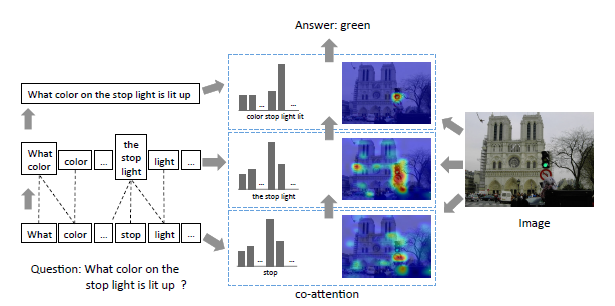 Answer: green
What color on the stop light is lit up
... ...
color stop light lit
What
color
color
...
the
stop
light
light
...
... ...
the stop light
What
color
...
stop
light
...
... ...
stop
Image
Question: What color on the
stop light is lit up ?
co-attention